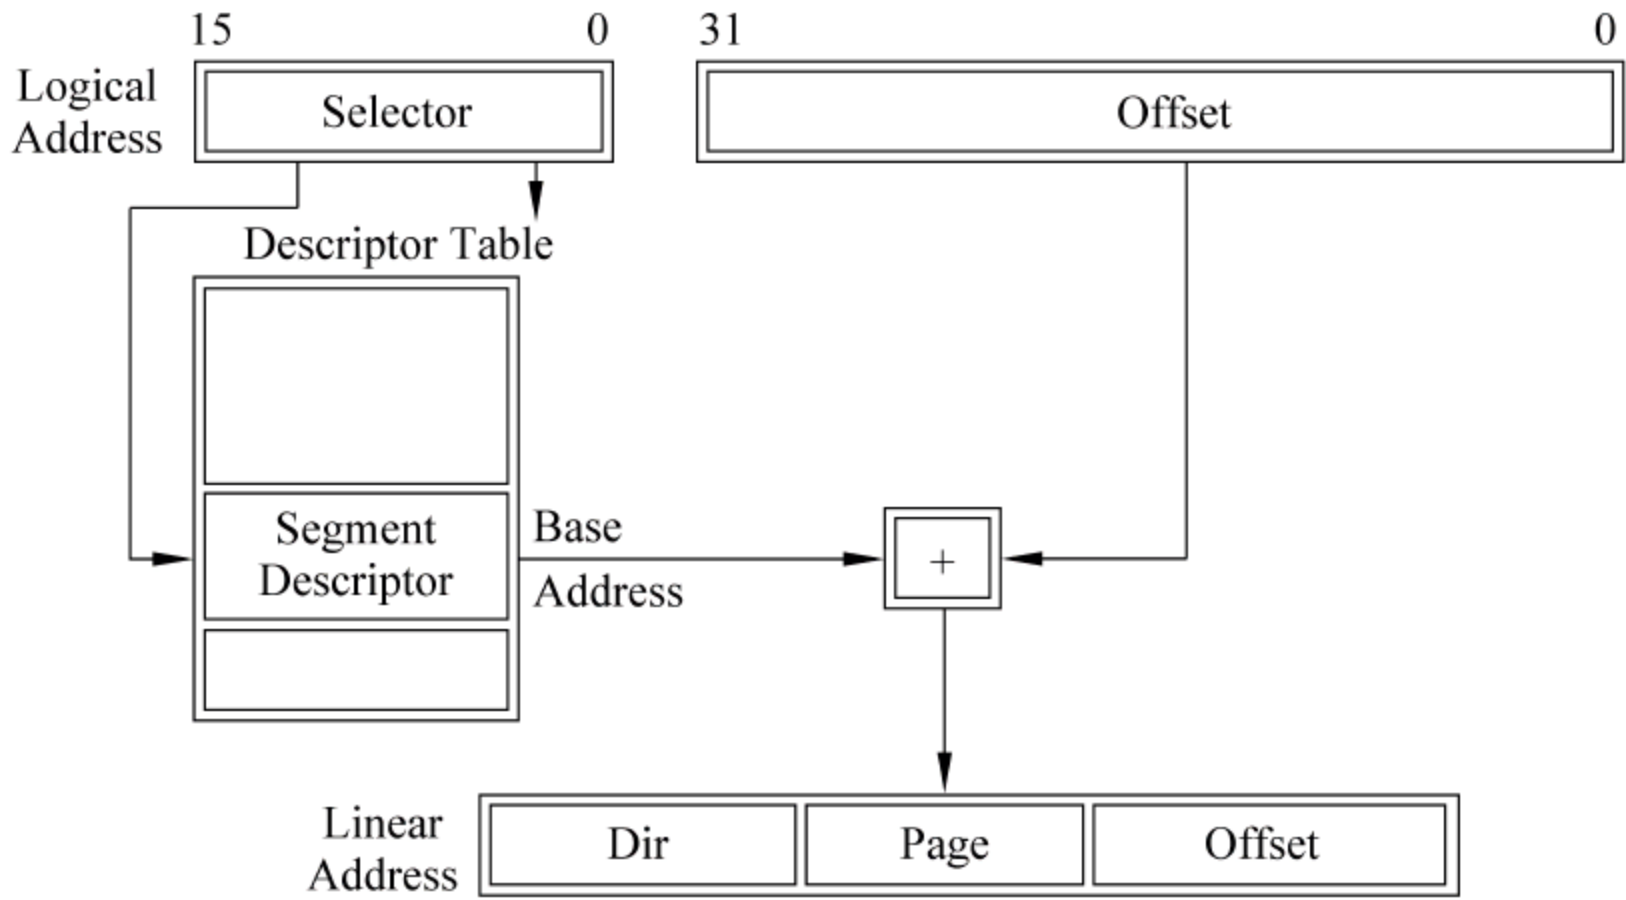 15 0 31 0
Logical
Address
Selector
Offset
Descriptor Table
Segment
Descriptor
Base
Address
+
Linear
Address
Dir
Page
Offset